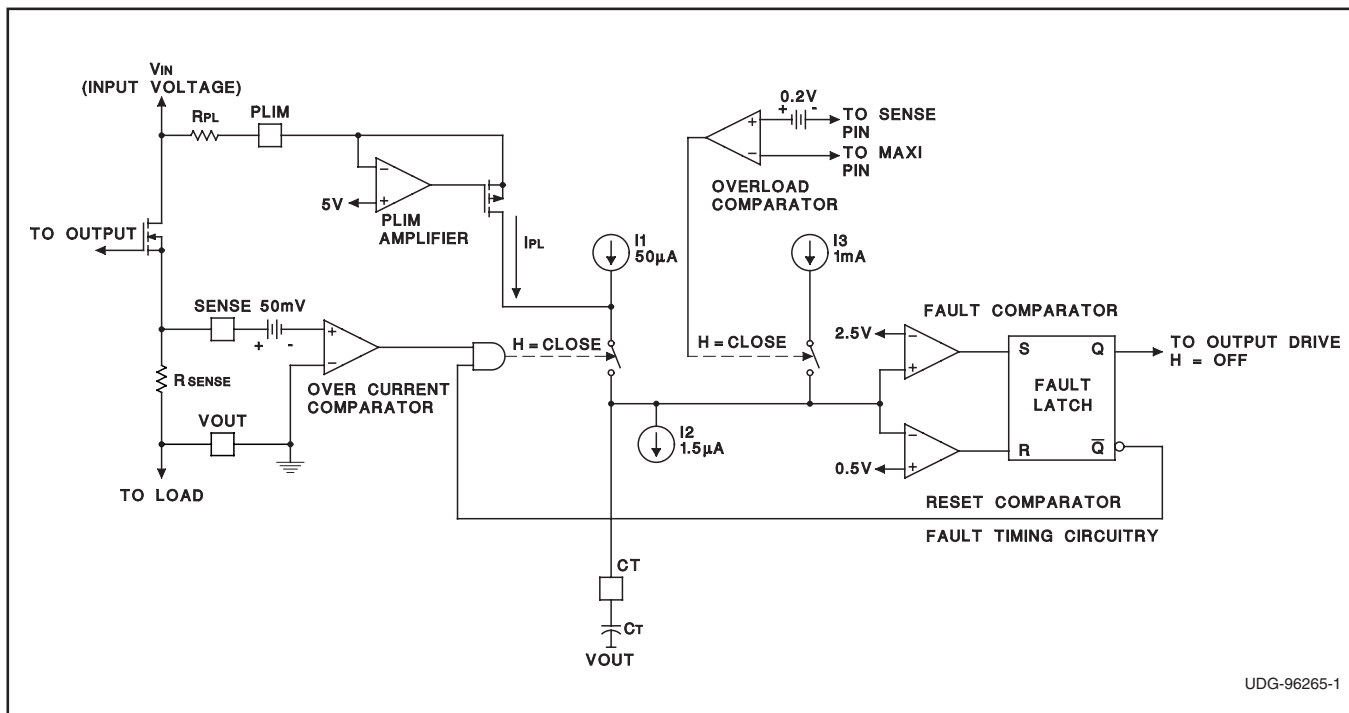 VIN
(INPUT VOLTAGE)
RPL
PLIM
5V
PLIM
AMPLIFIER
TO OUTPUT
IPL
0.2V
+ -
TO SENSE
PIN
TO MAXI
PIN
+
−
OVERLOAD
COMPARATOR
I1
50µA
I3
1mA
SENSE 50mV
+ -
+
−
OVER CURRENT
COMPARATOR
H = CLOSE
H = CLOSE
RSENSE
VOUT
TO LOAD
I2
1.5µA
FAULT COMPARATOR
2.5V
−
+
S Q
FAULT
LATCH
R Q̅
TO OUTPUT DRIVE
H = OFF
−
+
0.5V
RESET COMPARATOR
FAULT TIMING CIRCUITRY
CT
CT
VOUT
UDG-96265-1